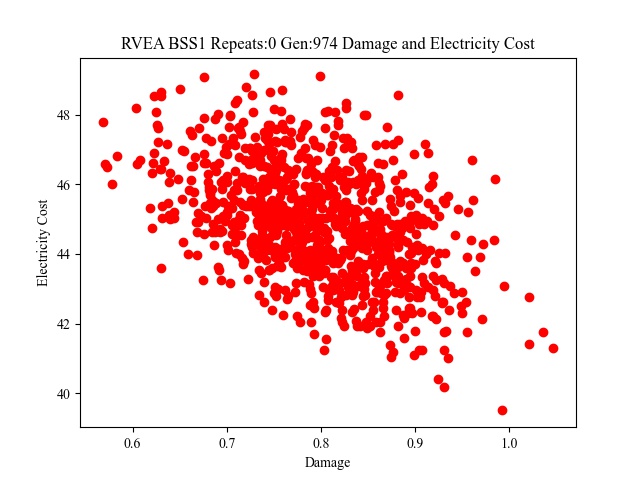 RVEA BSS1 Repeats:0 Gen:974 Damage and Electricity Cost
48
46
44
42
40
Electricity Cost
0.6 0.7 0.8 0.9 1.0
Damage